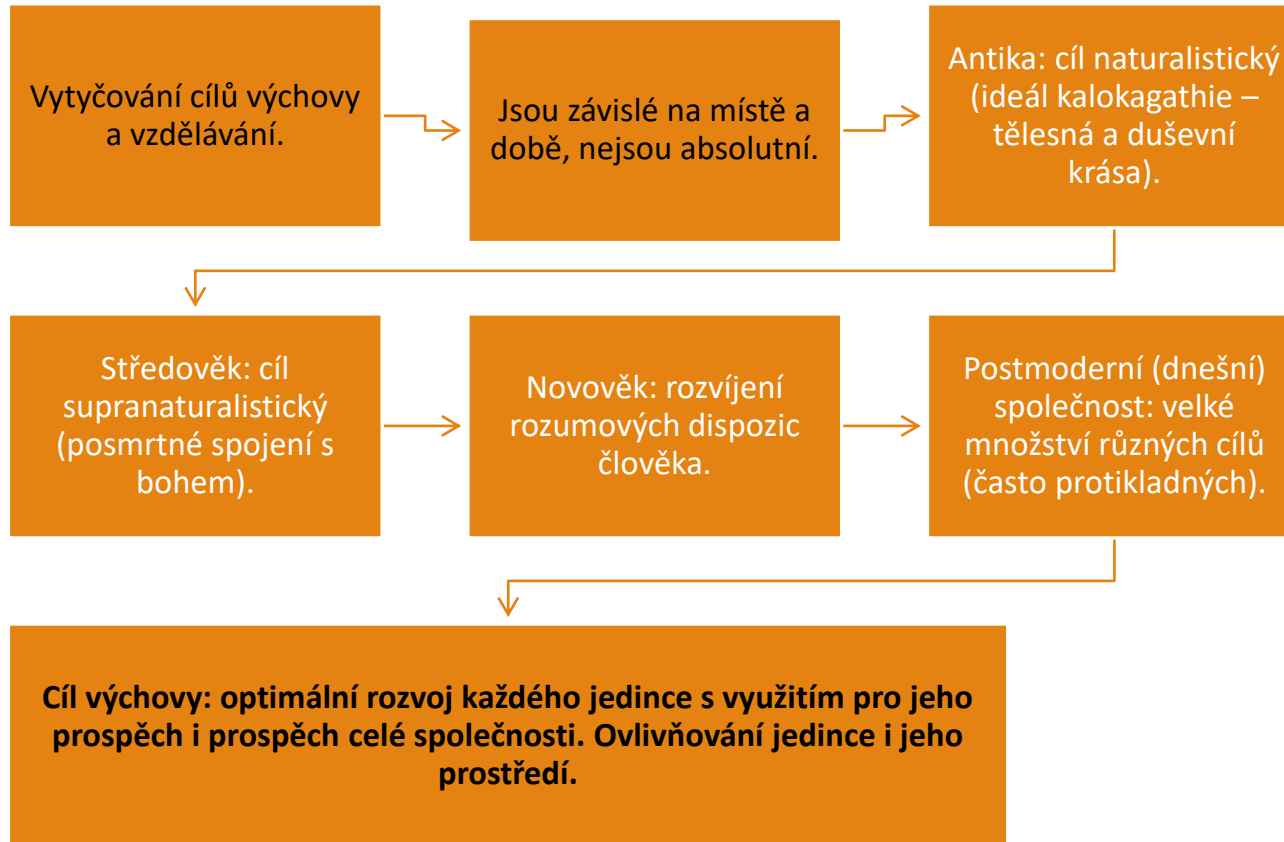 Vytyčování cílů výchovy
a vzdělávání.
Jsou závislé na místě a
době, nejsou absolutní.
Antika: cíl naturalistický
(ideál kalokagathie –
tělesná a duševní
krása).
Středověk: cíl
supranaturalistický
(posmrtné spojení s
bohem).
Novověk: rozvíjení
rozumových dispozic
člověka.
Postmoderní (dnešní)
společnost: velké
množství různých cílů
(často protikladných).
Cíl výchovy: optimální rozvoj každého jedince s využitím pro jeho
prospěch i prospěch celé společnosti. Ovlivňování jedince i jeho
prostředí.